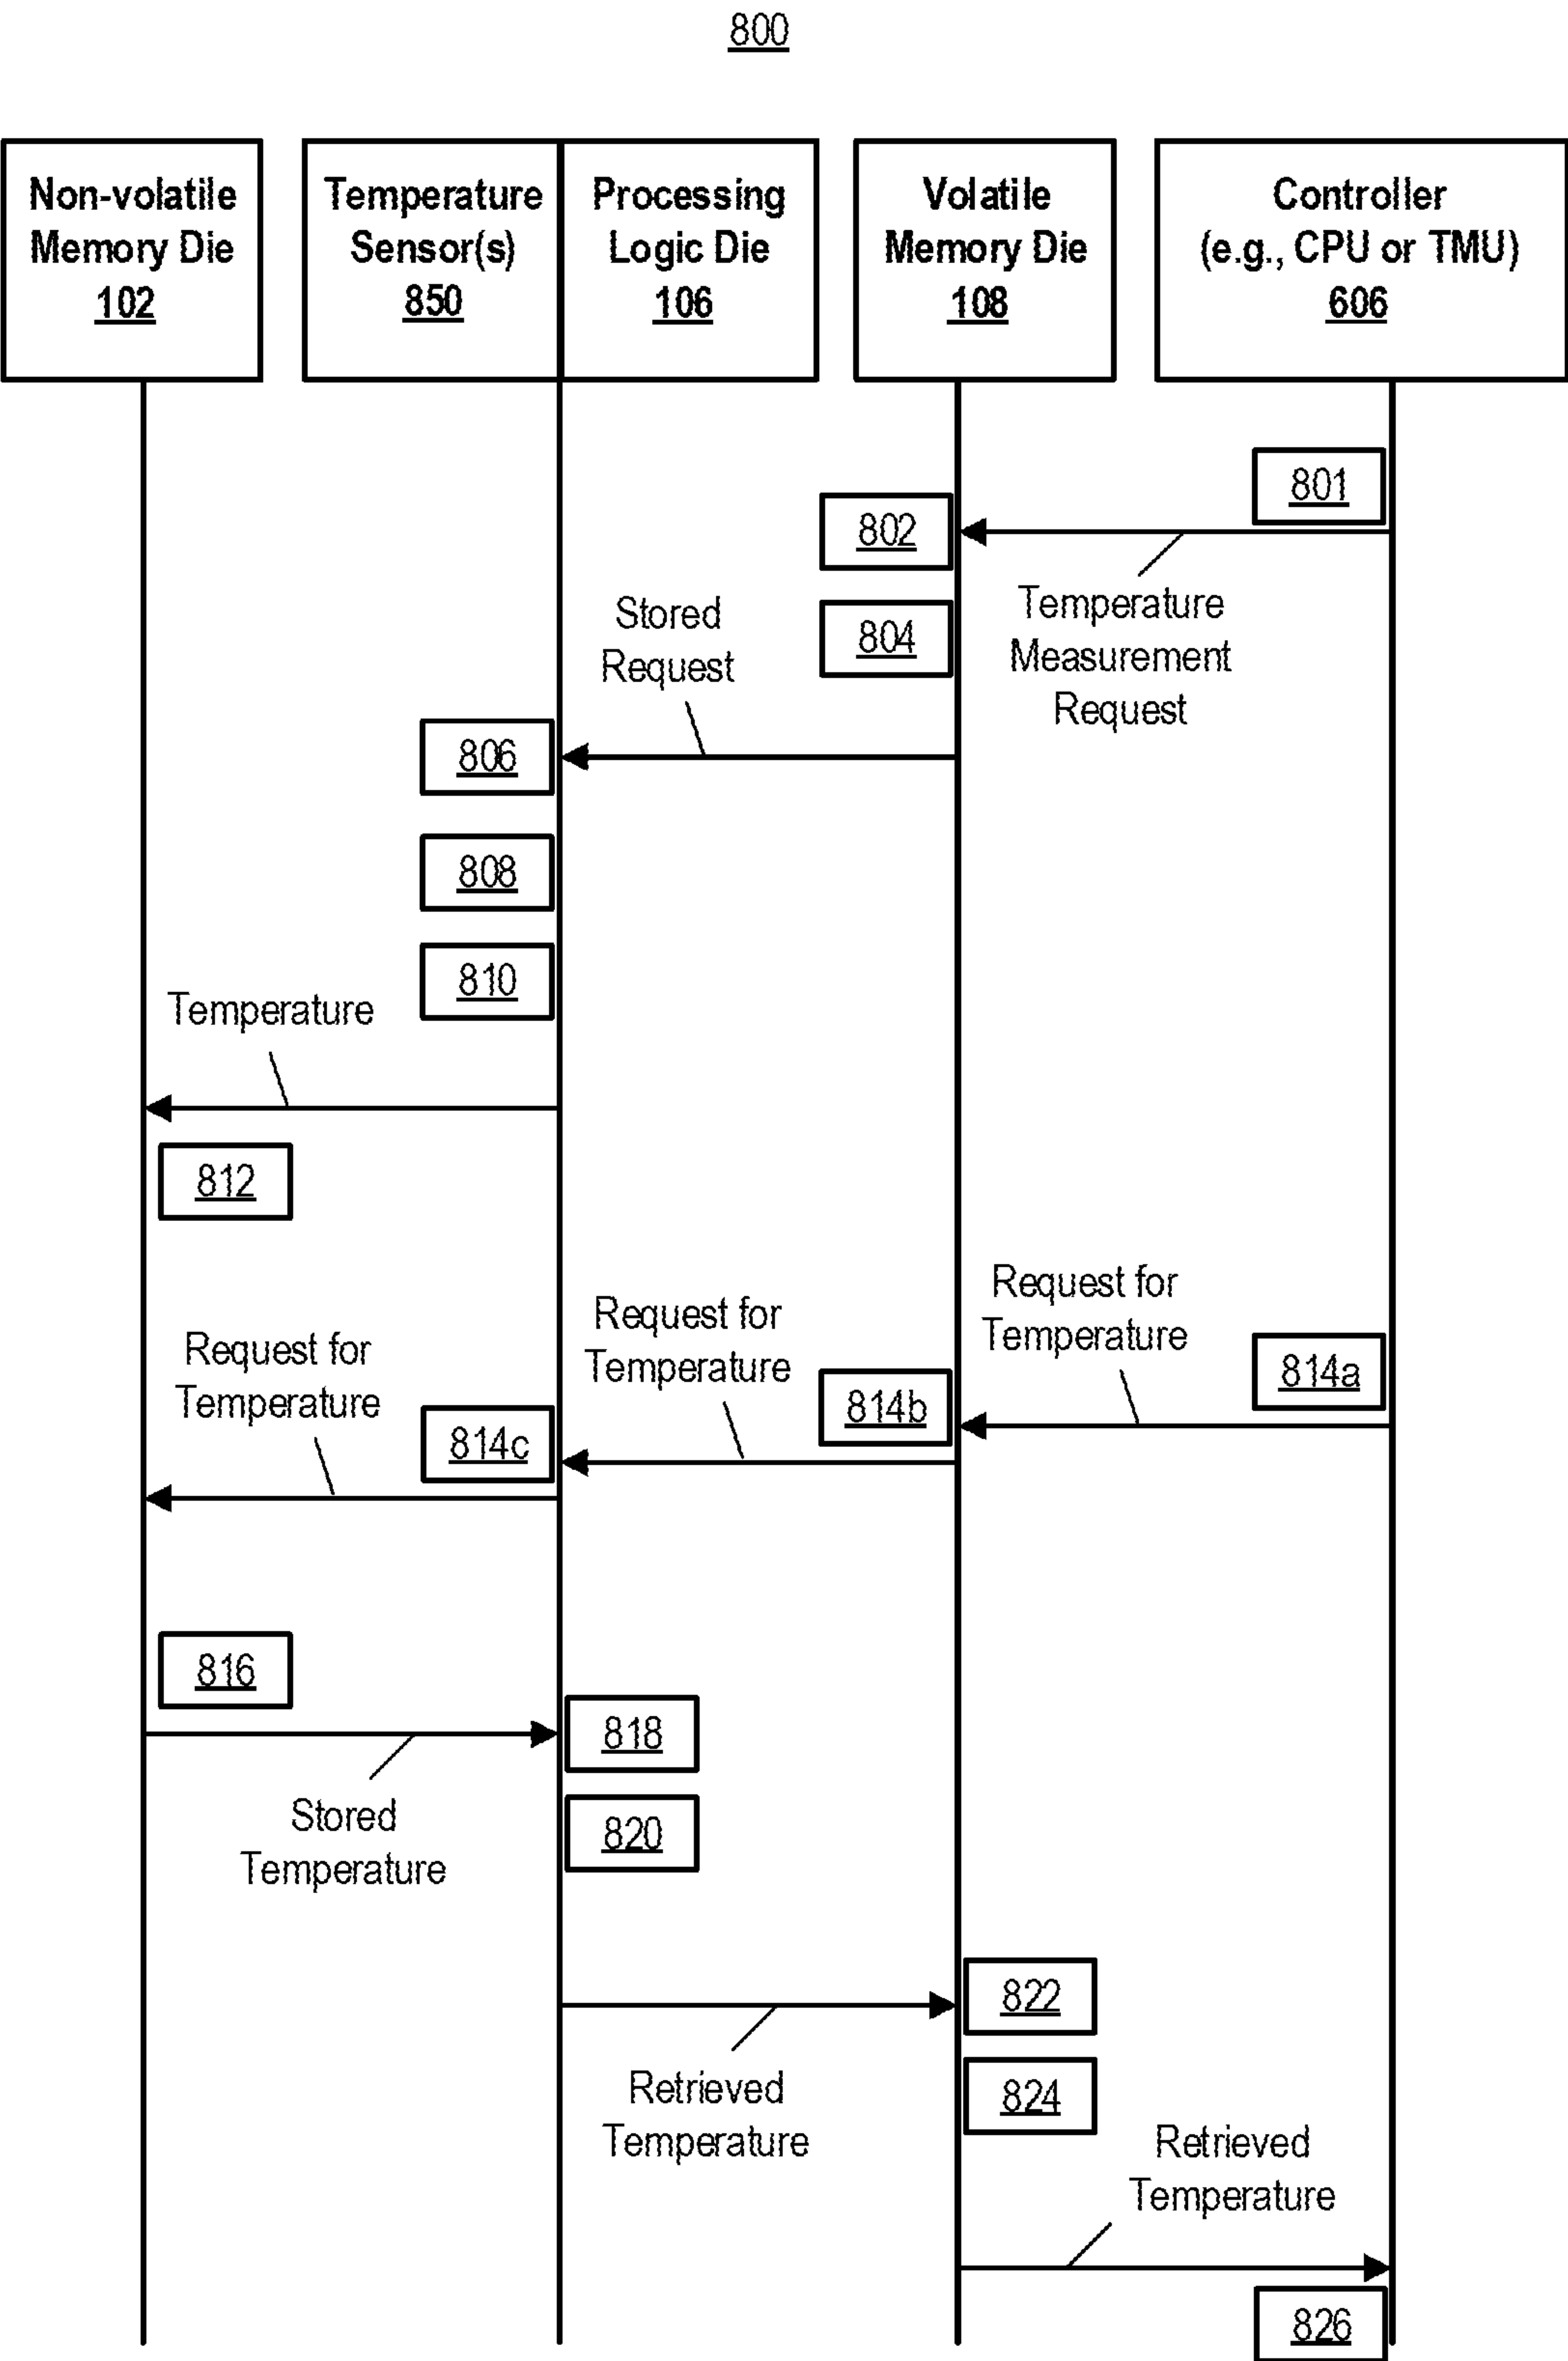 800
Non-volatile
Memory Die
102
Temperature
Sensor(s)
850
Processing
Logic Die
106
Volatile
Memory Die
108
Controller
(e.g., CPU or TMU)
606
801
802
Temperature
Measurement
Request
804
Stored
Request
806
808
810
Temperature
812
Request for
Temperature
814a
Request for
Temperature
814b
Request for
Temperature
814c
816
Stored
Temperature
818
820
Retrieved
Temperature
822
824
Retrieved
Temperature
826